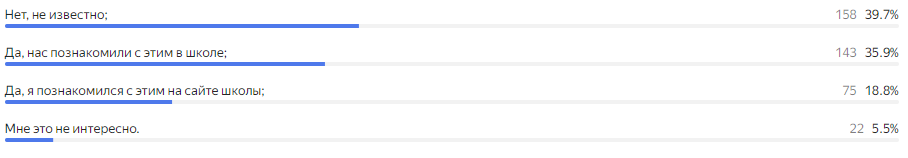 Нет, не известно; 158 39.7%
Да, нас познакомили с этим в школе; 143 35.9%
Да, я познакомился с этим на сайте школы; 75 18.8%
Мне это не интересно. 22 5.5%